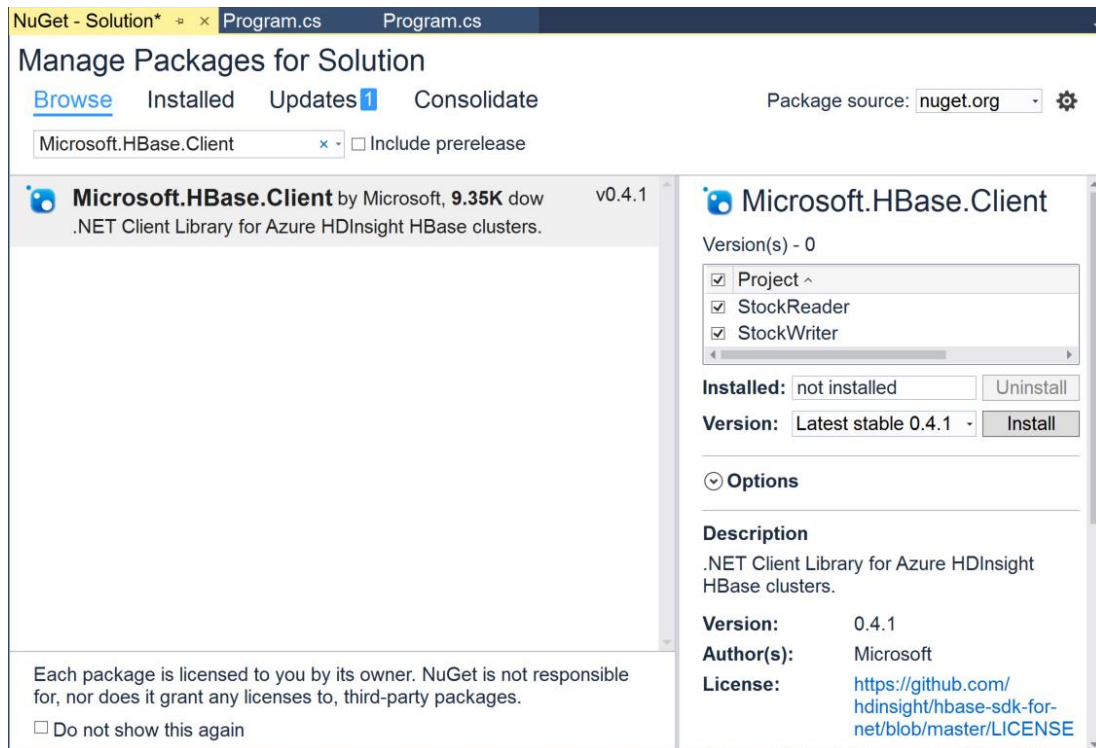 NuGet - Solution* Program.cs Program.cs
Manage Packages for Solution
Browse Installed Updates 1 Consolidate
Package source: nuget.org
Microsoft.HBase.Client Include prerelease
Microsoft.HBase.Client by Microsoft, 9.35K dow v0.4.1
.NET Client Library for Azure HDInsight HBase clusters.
Each package is licensed to you by its owner. NuGet is not responsible
for, nor does it grant any licenses to, third-party packages.
Do not show this again
Microsoft.HBase.Client
Version(s) - 0
Project
StockReader
StockWriter
Installed: not installed Uninstall
Version: Latest stable 0.4.1 Install
Options
Description
.NET Client Library for Azure HDInsight
HBase clusters.
Version: 0.4.1
Author(s): Microsoft
License: https://github.com/
hdinsight/hbase-sdk-for-
net/blob/master/LICENSE